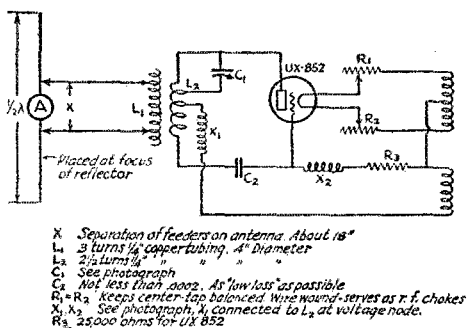 ½λ
A
X
L₁
L₂
C₁
X₁
C₂
UX-852
R₁
R₂
R₃
X₂
Placed at focus
of reflector
X Separation of feeders on antenna. About 18"
L₁ 3 turns ¼" copper tubing. 4" Diameter
L₂ 2½ turns ¼" " " " "
C₁ See photograph
C₂ Not less than .0002. As "low loss" as possible
R₁=R₂ Keeps center-tap balanced. Wire wound-serves as r.f. chokes
X₁, X₂ See photograph, X₁ connected to L₂ at voltage node.
R₃ 25,000 ohms for UX 852